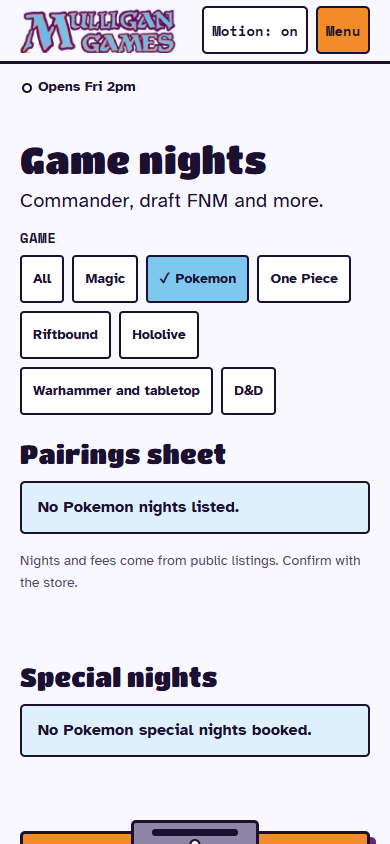 MULLIGAN
GAMES
Motion: on
Menu
Opens Fri 2pm
Game nights
Commander, draft FNM and more.
GAME
All
Magic
✓ Pokemon
One Piece
Riftbound
Hololive
Warhammer and tabletop
D&D
Pairings sheet
No Pokemon nights listed.
Nights and fees come from public listings. Confirm with
the store.
Special nights
No Pokemon special nights booked.